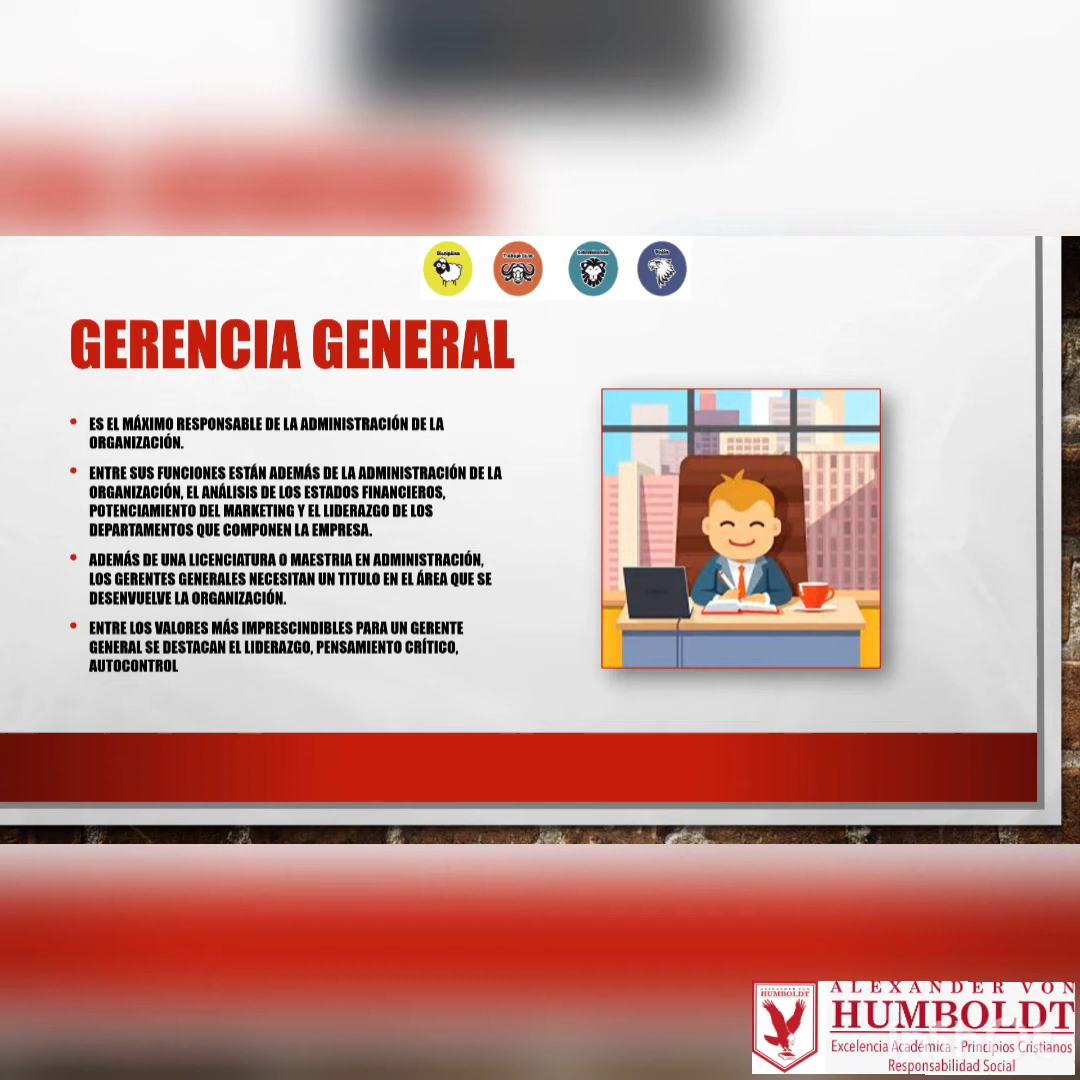 Disciplina
GERENCIA GENERAL
• ES EL MÁXIMO RESPONSABLE DE LA ADMINISTRACIÓN DE LA
ORGANIZACIÓN.
• ENTRE SUS FUNCIONES ESTÁN ADEMÁS DE LA ADMINISTRACIÓN DE LA
ORGANIZACIÓN, EL ANÁLISIS DE LOS ESTADOS FINANCIEROS,
POTENCIAMIENTO DEL MARKETING Y EL LIDERAZGO DE LOS
DEPARTAMENTOS QUE COMPONEN LA EMPRESA.
• ADEMÁS DE UNA LICENCIATURA O MAESTRIA EN ADMINISTRACIÓN,
LOS GERENTES GENERALES NECESITAN UN TITULO EN EL ÁREA QUE SE
DESENVUELVE LA ORGANIZACIÓN.
• ENTRE LOS VALORES MÁS IMPRESCINDIBLES PARA UN GERENTE
GENERAL SE DESTACAN EL LIDERAZGO, PENSAMIENTO CRÍTICO,
AUTOCONTROL
ALEXANDER VON
HUMBOLDT
ALEXANDER VON
HUMBOLDT
Excelencia Académica - Principios Cristianos
Responsabilidad Social